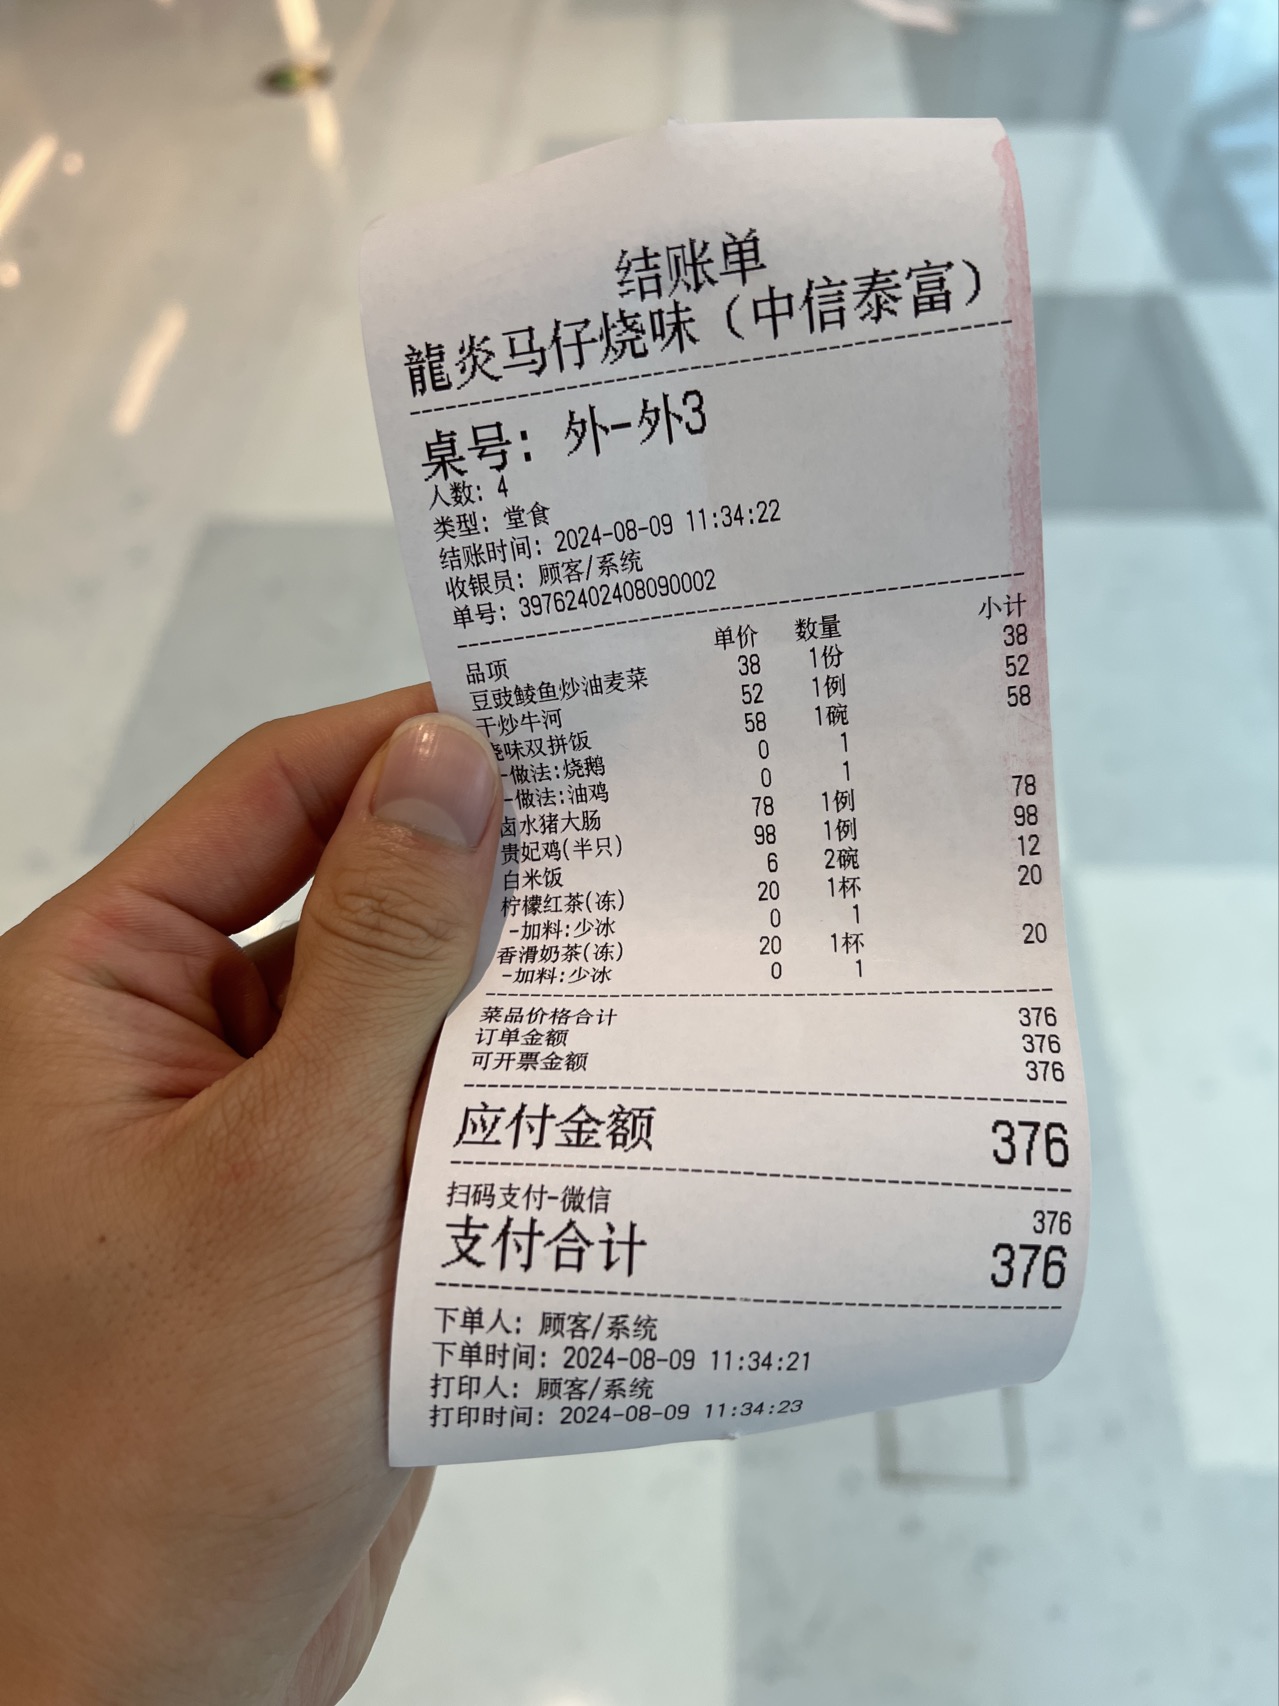 结账单
龍炎马仔烧味（中信泰富）
桌号：外-外3
人数：4
类型：堂食
结账时间：2024-08-09 11:34:22
收银员：顾客/系统
单号：39762402408090002
品项 单价 数量 小计
豆豉鲮鱼炒油麦菜 38 1份 38
干炒牛河 52 1例 52
烧味双拼饭 58 1碗 58
-做法:烧鹅 0 1
-做法:油鸡 0 1
卤水猪大肠 78 1例 78
贵妃鸡(半只) 98 1例 98
白米饭 6 2碗 12
柠檬红茶(冻) 20 1杯 20
-加料:少冰 0 1
香滑奶茶(冻) 20 1杯 20
-加料:少冰 0 1
菜品价格合计 376
订单金额 376
可开票金额 376
应付金额 376
扫码支付-微信 376
支付合计 376
下单人：顾客/系统
下单时间：2024-08-09 11:34:21
打印人：顾客/系统
打印时间：2024-08-09 11:34:23